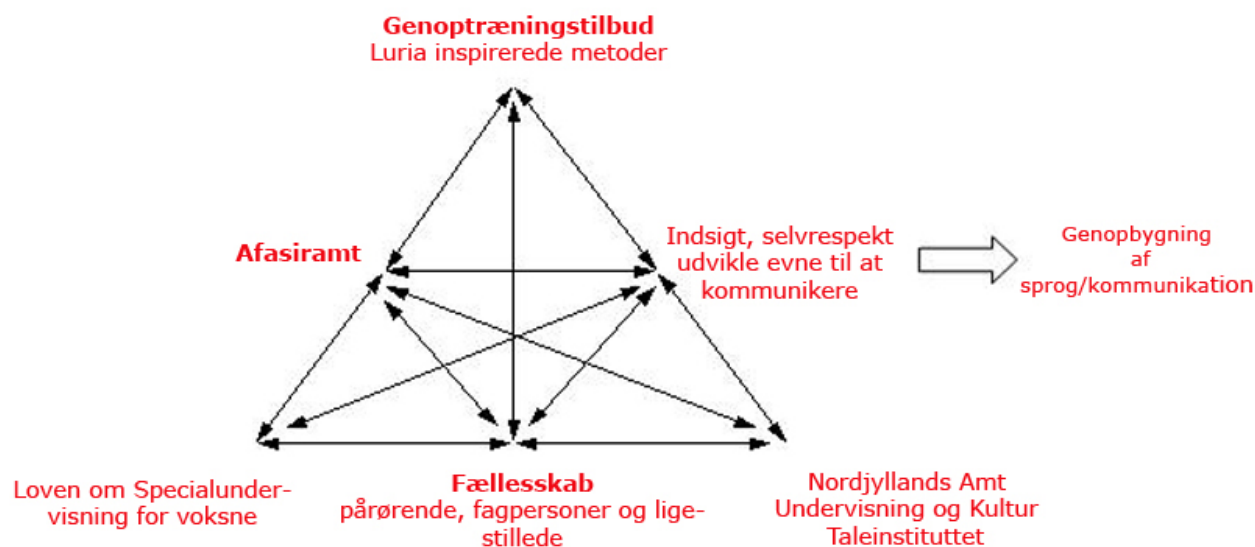 Genoptræningstilbud
Luria inspirerede metoder
Afasiramt
Indsigt, selvrespekt
udvikle evne til at
kommunikere
Genopbygning
af
sprog/kommunikation
Loven om Specialunder-
visning for voksne
Fællesskab
pårørende, fagpersoner og lige-
stillede
Nordjyllands Amt
Undervisning og Kultur
Taleinstituttet